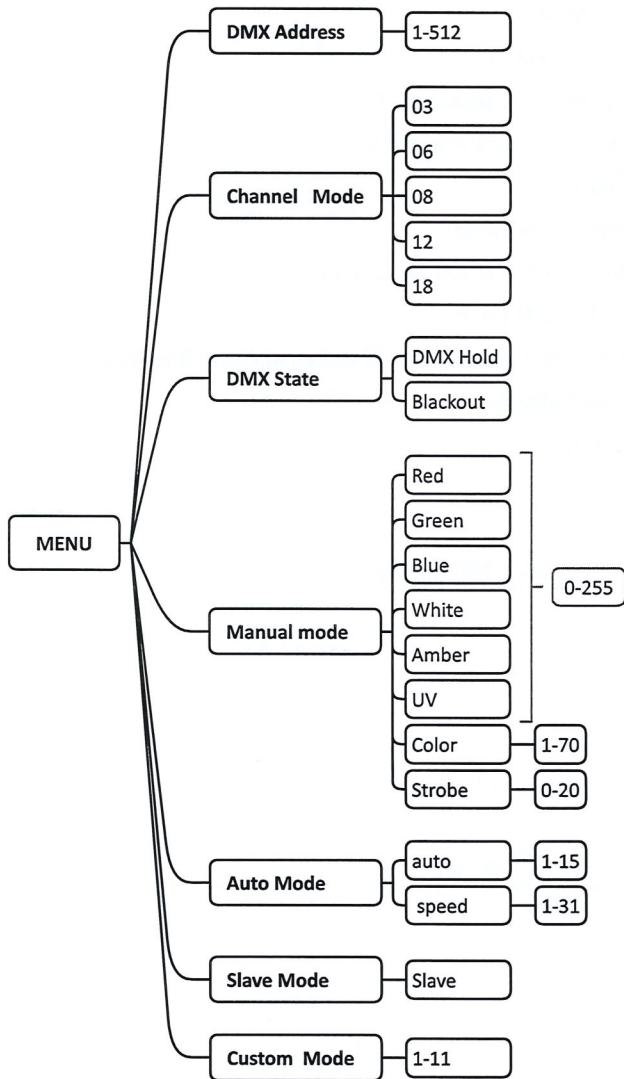 DMX Address
1-512
Channel Mode
03
06
08
12
18
DMX State
DMX Hold
Blackout
MENU
Manual mode
Red
Green
Blue
White
Amber
UV
0-255
Color
1-70
Strobe
0-20
Auto Mode
auto
1-15
speed
1-31
Slave Mode
Slave
Custom Mode
1-11